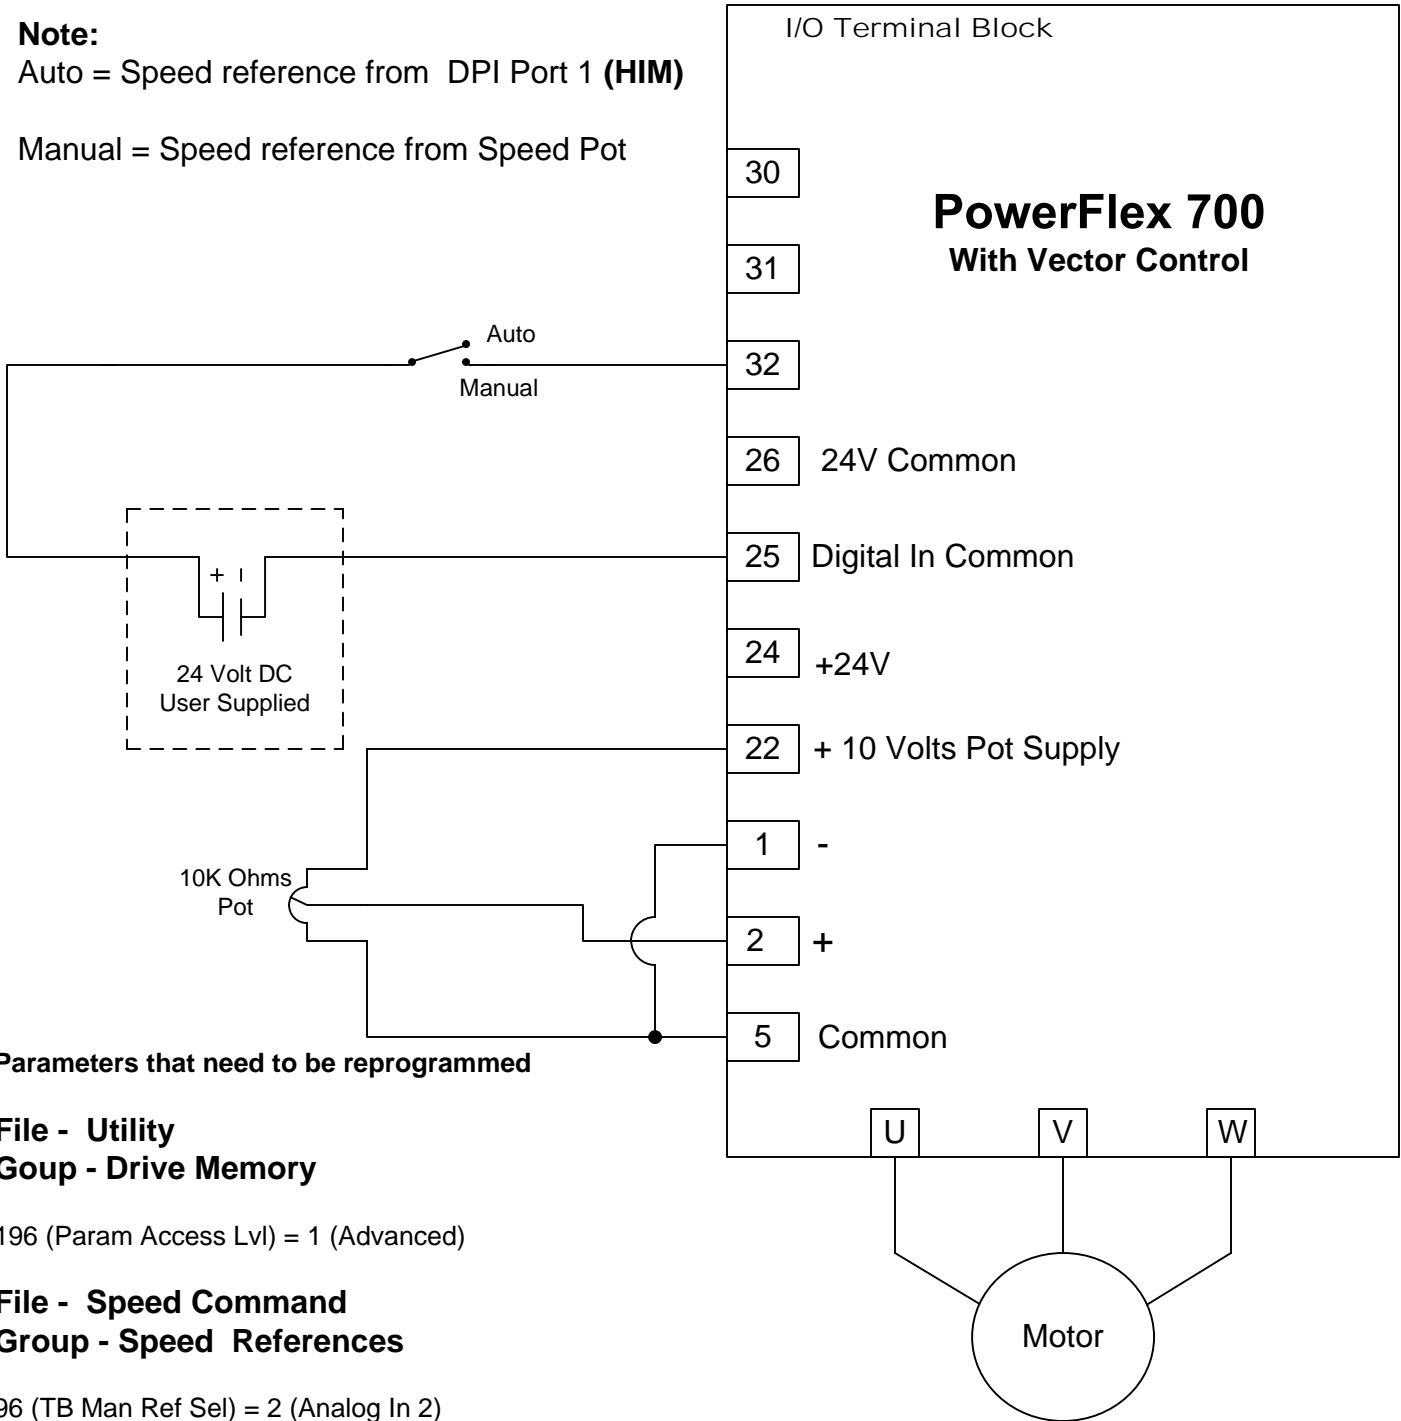 Note:
Auto = Speed reference from DPI Port 1 (HIM)
Manual = Speed reference from Speed Pot
I/O Terminal Block
PowerFlex 700
With Vector Control
30
31
32
Auto
Manual
26 24V Common
25 Digital In Common
24 +24V
22 + 10 Volts Pot Supply
1 -
2 +
5 Common
+ -
24 Volt DC
User Supplied
10K Ohms
Pot
U V W
Motor
Parameters that need to be reprogrammed
File - Utility
Goup - Drive Memory
196 (Param Access Lvl) = 1 (Advanced)
File - Speed Command
Group - Speed References
96 (TB Man Ref Sel) = 2 (Analog In 2)